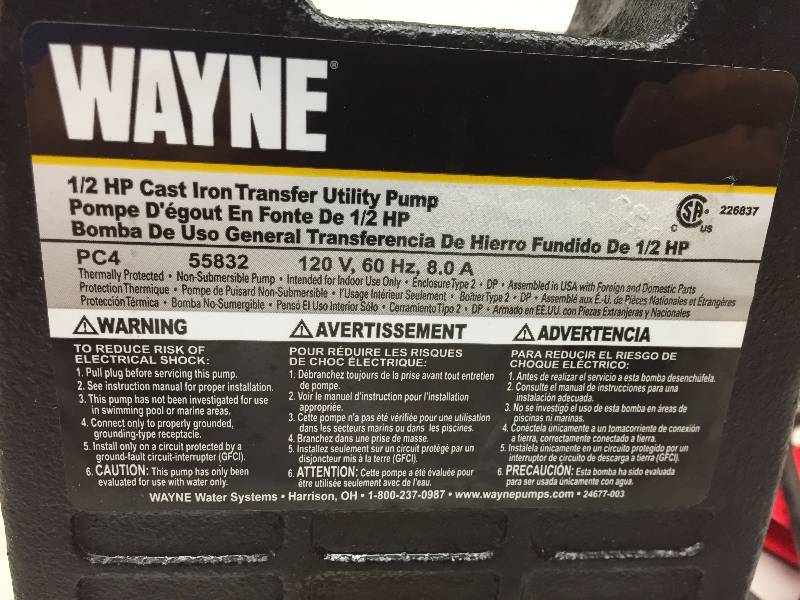 WAYNE®
1/2 HP Cast Iron Transfer Utility Pump
Pompe D'égout En Fonte De 1/2 HP
Bomba De Uso General Transferencia De Hierro Fundido De 1/2 HP
C SA® US 226837
PC4 55832 120 V, 60 Hz, 8.0 A
Thermally Protected • Non-Submersible Pump • Intended for Indoor Use Only • Enclosure Type 2 • DP • Assembled in USA with Foreign and Domestic Parts
Protection Thermique • Pompe de Puisard Non-Submersible • l'Usage Intérieur Seulement • Boîtier Type 2 • DP • Assemblé aux É.-U. de Pièces Nationales et Étrangères
Protección Térmica • Bomba No-Sumergible • Pensó El Uso Interior Sólo • Cerramiento Tipo 2 • DP • Armado en EE.UU. con Piezas Extranjeras y Nacionales
⚠WARNING
TO REDUCE RISK OF
ELECTRICAL SHOCK:
1. Pull plug before servicing this pump.
2. See instruction manual for proper installation.
3. This pump has not been investigated for use
in swimming pool or marine areas.
4. Connect only to properly grounded,
grounding-type receptacle.
5. Install only on a circuit protected by a
ground-fault circuit-interrupter (GFCI).
6. CAUTION: This pump has only been
evaluated for use with water only.
⚠AVERTISSEMENT
POUR RÉDUIRE LES RISQUES
DE CHOC ÉLECTRIQUE:
1. Débranchez toujours de la prise avant tout entretien
de pompe.
2. Voir le manuel d'instruction pour l'installation
appropriée.
3. Cette pompe n'a pas été vérifiée pour une utilisation
dans les secteurs marins ou dans les piscines.
4. Branchez dans une prise de masse.
5. Installez seulement sur un circuit protégé par un
disjoncteur mis à la terre (GFCI).
6. ATTENTION: Cette pompe a été évaluée pour
être utilisée seulement avec de l'eau.
⚠ADVERTENCIA
PARA REDUCIR EL RIESGO DE
CHOQUE ELÉCTRICO:
1. Antes de realizar el servicio a esta bomba desenchúfela.
2. Consulte el manual de instrucciones para una
instalación adecuada.
3. No se investigó el uso de esta bomba en áreas de
piscinas ni marinas.
4. Conéctela únicamente a un tomacorriente de conexión
a tierra, correctamente conectado a tierra.
5. Instálela únicamente en un circuito protegido por un
interruptor de circuito de descarga a tierra (GFCI).
6. PRECAUCIÓN: Esta bomba ha sido evaluada
para ser usada únicamente con agua.
WAYNE Water Systems • Harrison, OH • 1-800-237-0987 • www.waynepumps.com • 24677-003